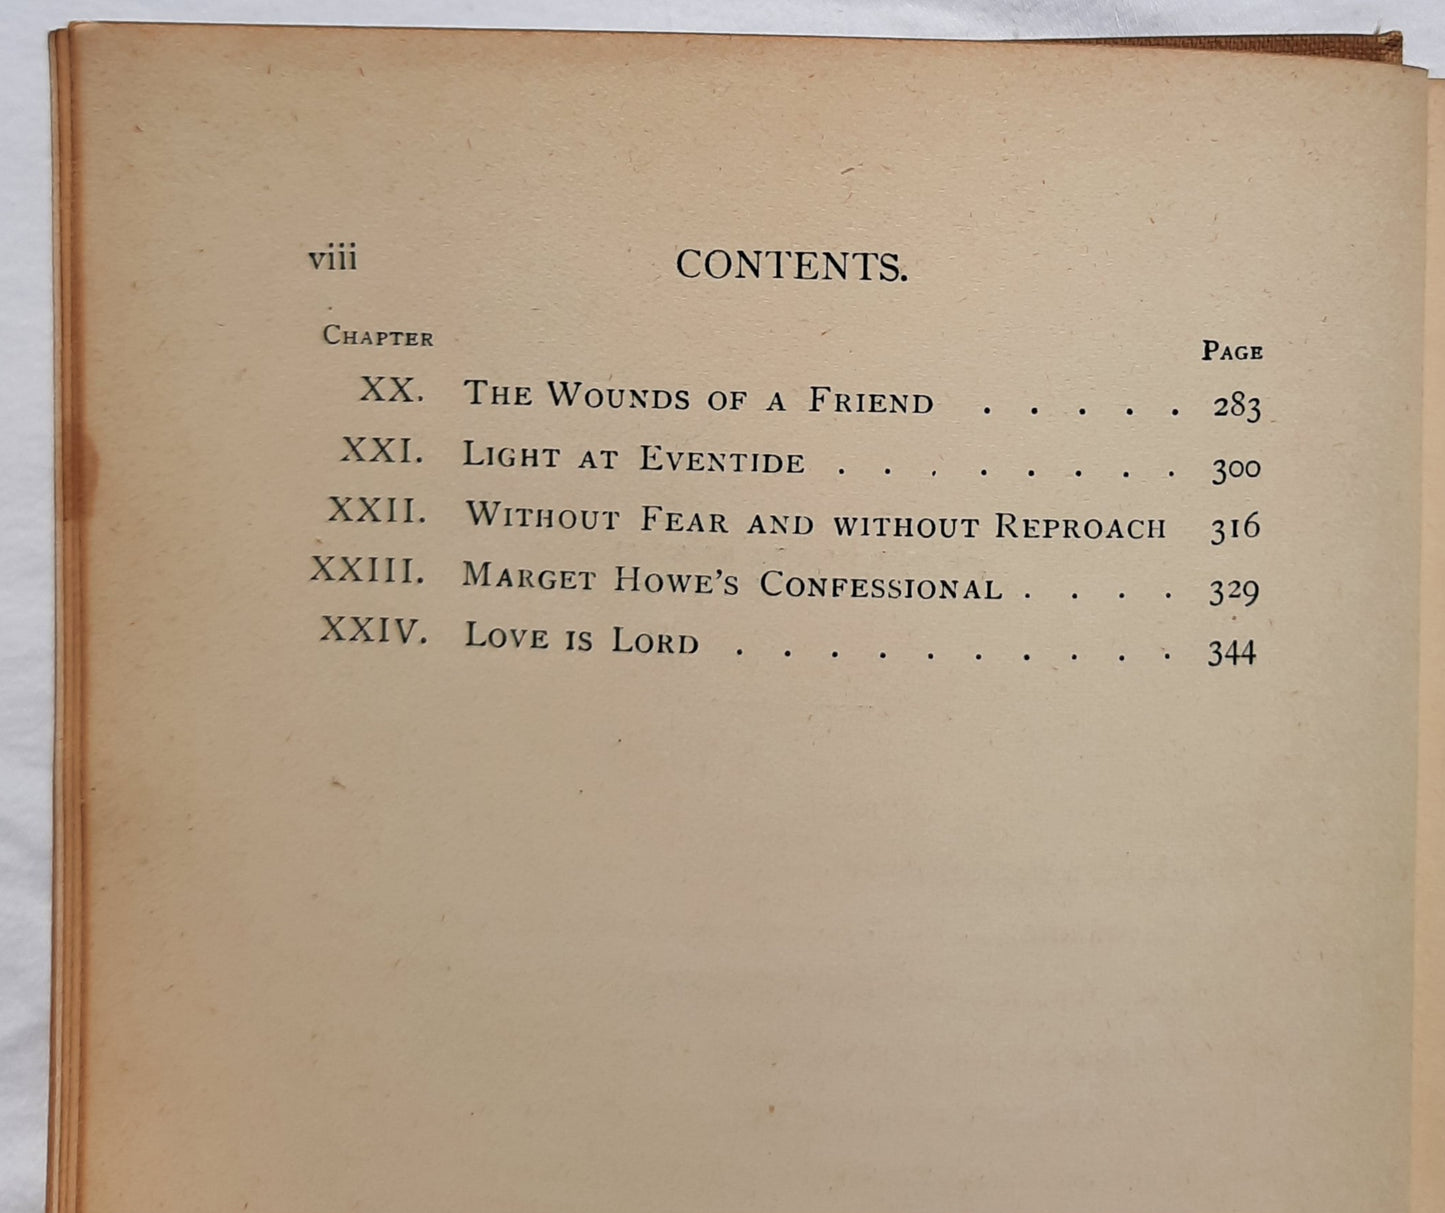 viii CONTENTS.
Chapter Page
XX. The Wounds of a Friend . . . . . 283
XXI. Light at Eventide . . . . . . . . 300
XXII. Without Fear and without Reproach 316
XXIII. Marget Howe's Confessional . . . . 329
XXIV. Love is Lord . . . . . . . . . . 344